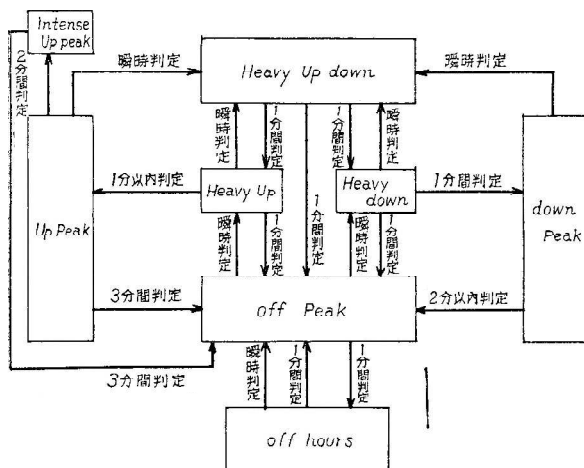 Intense
Up peak
2分間判定
瞬時判定
Heavy Up down
瞬時判定
瞬時判定
1分間判定
1分間判定
瞬時判定
1分以内判定
Heavy Up
1分間判定
Heavy
down
1分間判定
Up Peak
down
Peak
瞬時判定
1分間判定
瞬時判定
1分間判定
3分間判定
off Peak
2分以内判定
3分間判定
瞬時判定
1分間判定
1分間判定
off hours